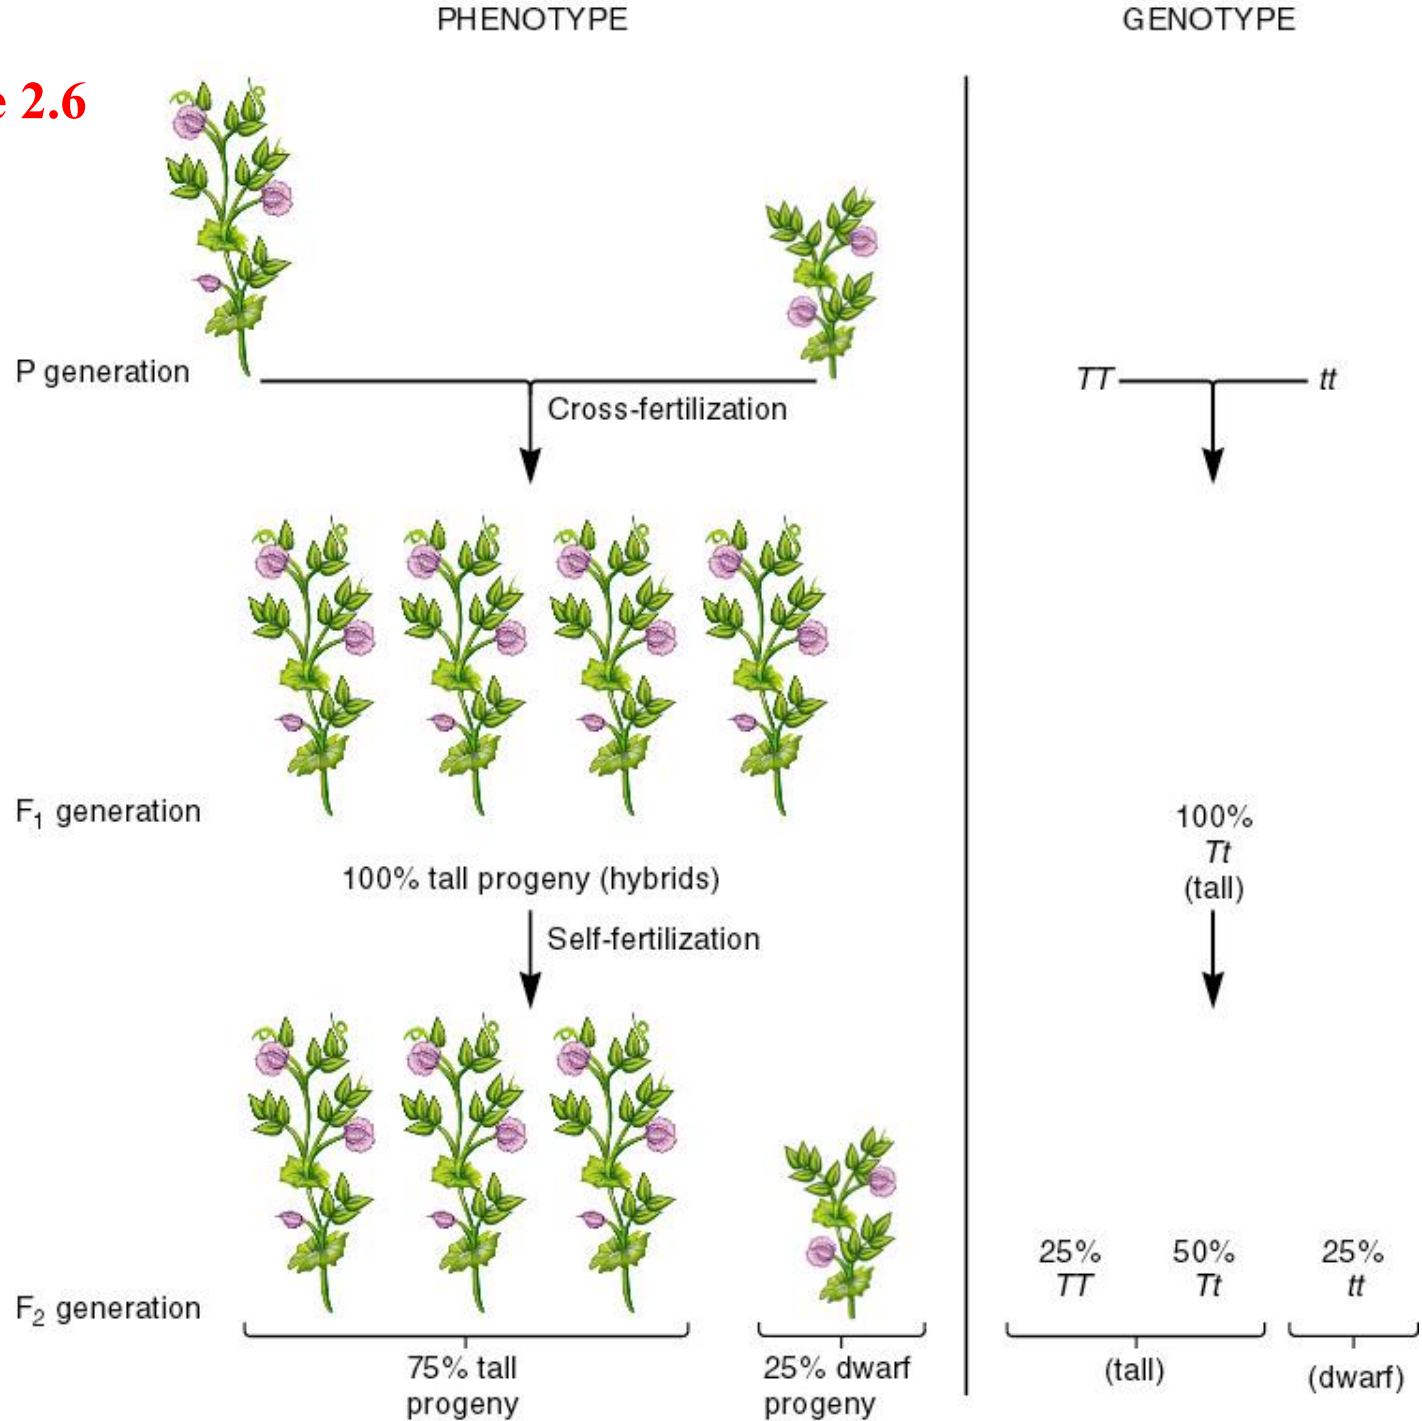 PHENOTYPE
GENOTYPE
e 2.6
P generation
TT
tt
Cross-fertilization
F1 generation
100% tall progeny (hybrids)
100%
Tt
(tall)
Self-fertilization
F2 generation
25%
TT
50%
Tt
25%
tt
75% tall
progeny
25% dwarf
progeny
(tall)
(dwarf)